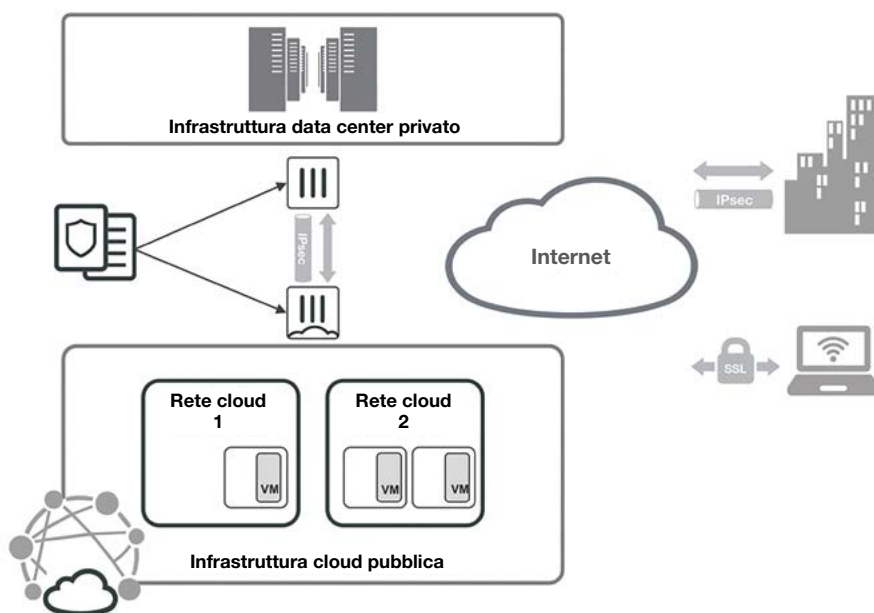 Infrastruttura data center privato
IPsec
IPsec
Internet
SSL
Rete cloud
1
Rete cloud
2
VM
VM
VM
Infrastruttura cloud pubblica